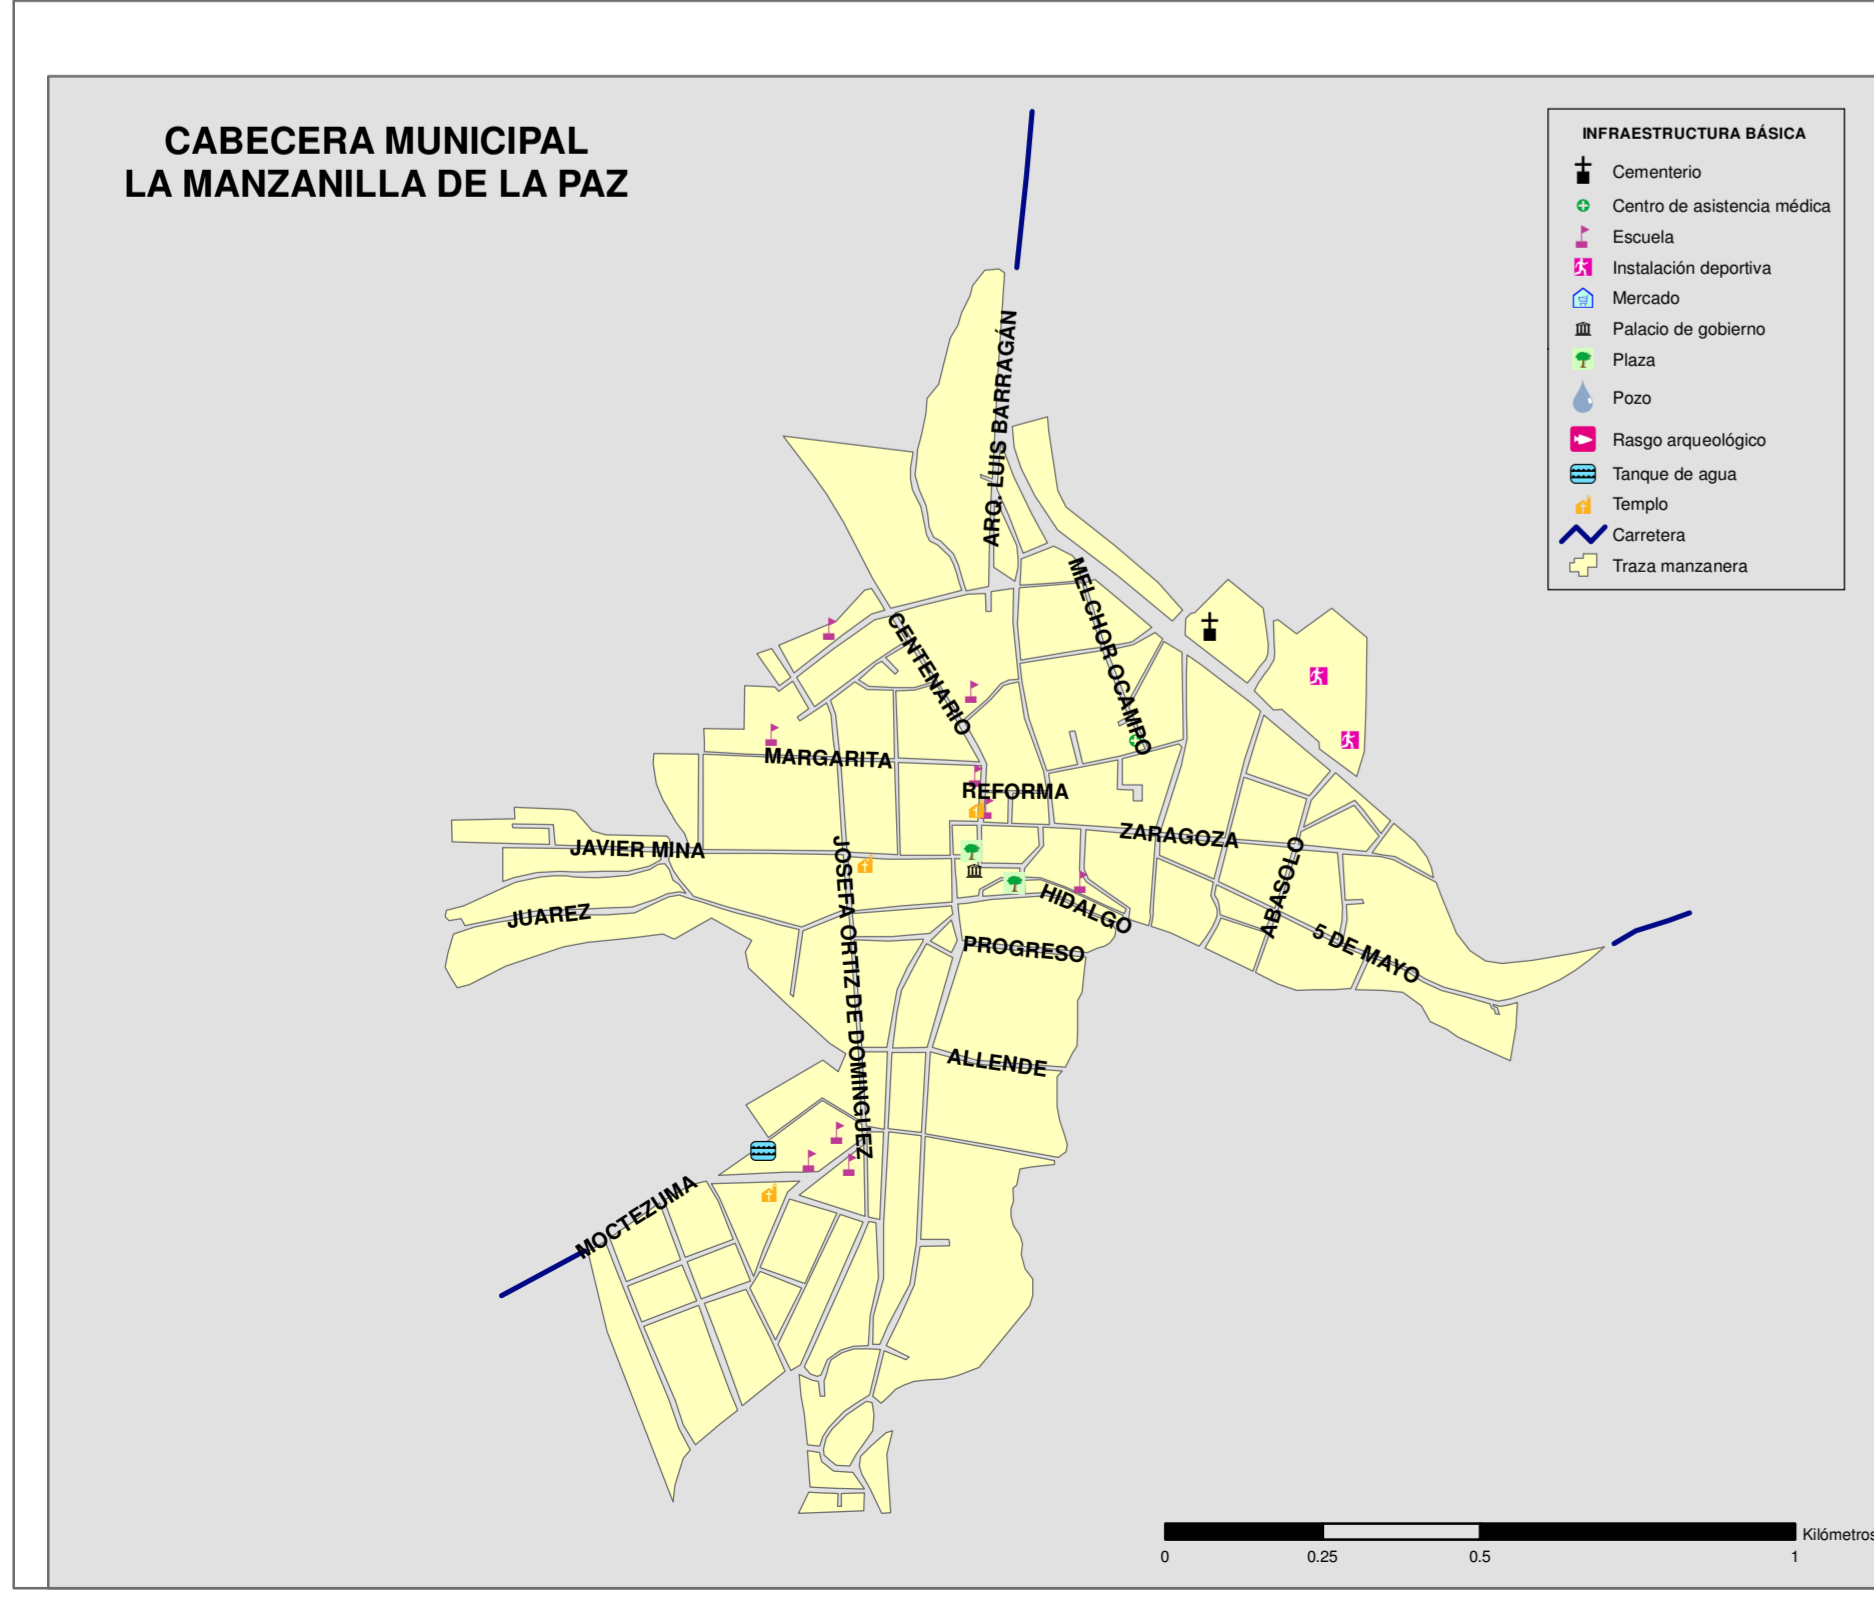 CABECERA MUNICIPAL
LA MANZANILLA DE LA PAZ
INFRAESTRUCTURA BÁSICA
Cementerio
Centro de asistencia médica
Escuela
Instalación deportiva
Mercado
Palacio de gobierno
Plaza
Pozo
Rasgo arqueológico
Tanque de agua
Templo
Carretera
Traza manzanera
ARQ. LUIS BARRAGÁN
MELCHOR OCAMPO
CENTENARIO
MARGARITA
REFORMA
ZARAGOZA
JAVIER MINA
JOSEFA ORTIZ DE DOMINGUEZ
ABASOLO
JUAREZ
HIDALGO
5 DE MAYO
PROGRESO
ALLENDE
MOCTEZUMA
Kilómetros
0 0.25 0.5 1